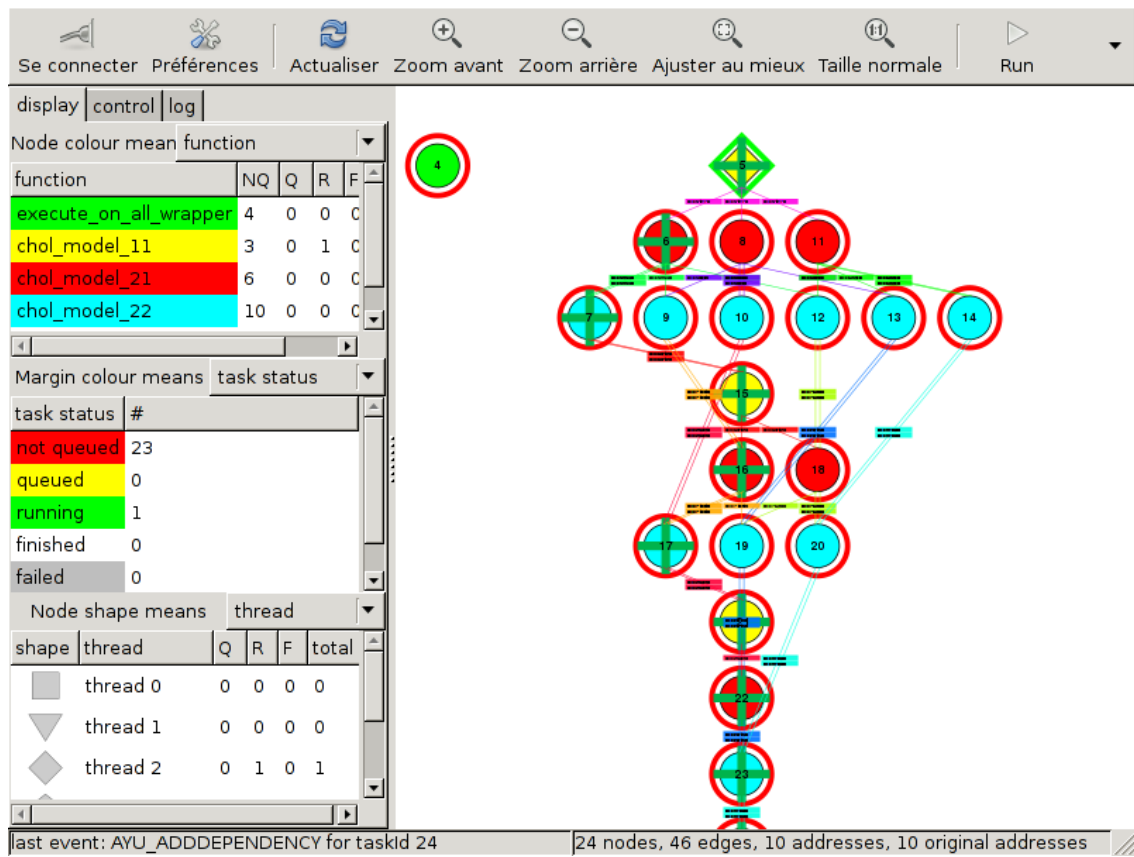 Se connecter Préférences Actualiser Zoom avant Zoom arrière Ajuster au mieux Taille normale Run
display control log
Node colour mean function
function NQ Q R F
execute_on_all_wrapper 4 0 0 0
chol_model_11 3 0 1 0
chol_model_21 6 0 0 0
chol_model_22 10 0 0 0
Margin colour means task status
task status #
not queued 23
queued 0
running 1
finished 0
failed 0
Node shape means thread
shape thread Q R F total
thread 0 0 0 0 0
thread 1 0 0 0 0
thread 2 0 1 0 1
4 5
6 8 11
7 9 10 12 13 14
15
16 18
17 19 20
22
23
last event: AYU_ADDDEPENDENCY for taskId 24
24 nodes, 46 edges, 10 addresses, 10 original addresses